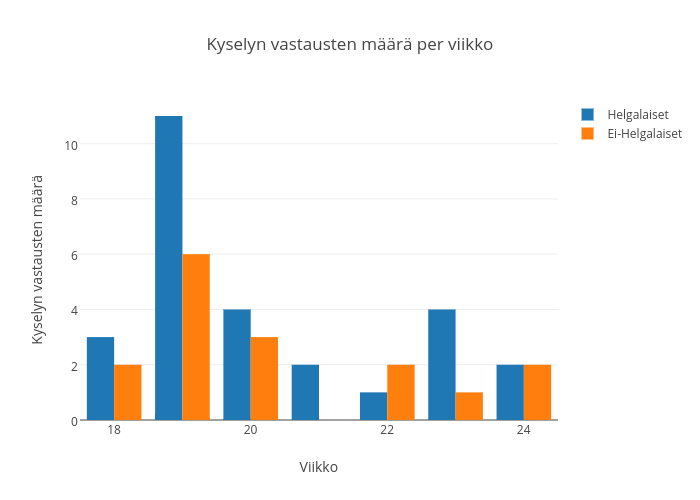 Kyselyn vastausten määrä per viikko
Helgalaiset
Ei-Helgalaiset
Kyselyn vastausten määrä
10
8
6
4
2
0
18
20
22
24
Viikko